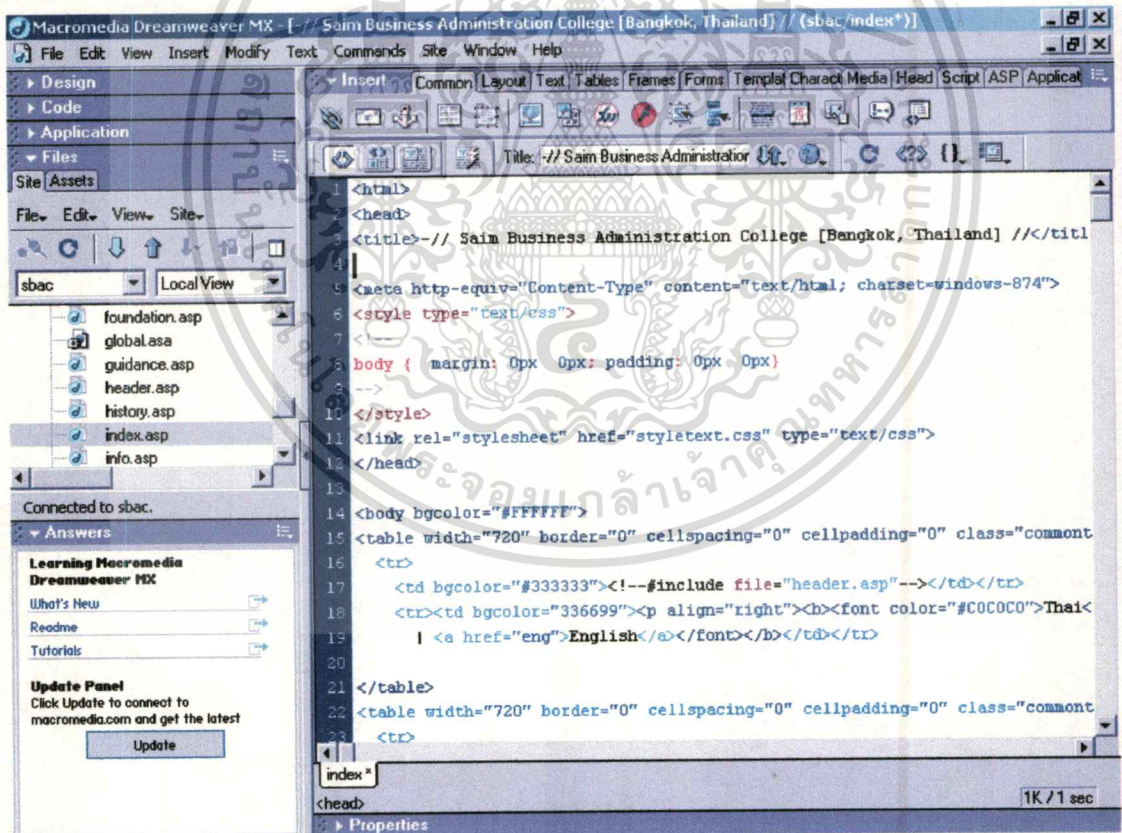 Macromedia Dreamweaver MX - [-// Saim Business Administration College [Bangkok, Thailand] // (sbac/index*)]
File Edit View Insert Modify Text Commands Site Window Help
Design
Code
Application
Files
Site Assets
File Edit View Site
sbac Local View
foundation.asp
global.asa
guidance.asp
header.asp
history.asp
index.asp
info.asp
Connected to sbac.
Answers
Learning Macromedia
Dreamweaver MX
What's New
Readme
Tutorials
Update Panel
Click Update to connect to
macromedia.com and get the latest
Update
Insert Common Layout Text Tables Frames Forms Templat Charact Media Head Script ASP Applicat
Title: -// Saim Business Administratior
1 <html>
2 <head>
3 <title>-// Saim Business Administration College [Bangkok, Thailand] //</titl
4
5 <meta http-equiv="Content-Type" content="text/html; charset=windows-874">
6 <style type="text/css">
7 <!--
8 body { margin: 0px 0px; padding: 0px 0px}
9 -->
10 </style>
11 <link rel="stylesheet" href="styletext.css" type="text/css">
12 </head>
13
14 <body bgcolor="#FFFFFF">
15 <table width="720" border="0" cellspacing="0" cellpadding="0" class="commont
16 <tr>
17 <td bgcolor="#333333"><!--#include file="header.asp"--></td></tr>
18 <tr><td bgcolor="336699"><p align="right"><b><font color="#C0C0C0">Thai<
19 | <a href="eng">English</a></font></b></td></tr>
20
21 </table>
22 <table width="720" border="0" cellspacing="0" cellpadding="0" class="commont
23 <tr>
index*
<head>
1K / 1 sec
Properties